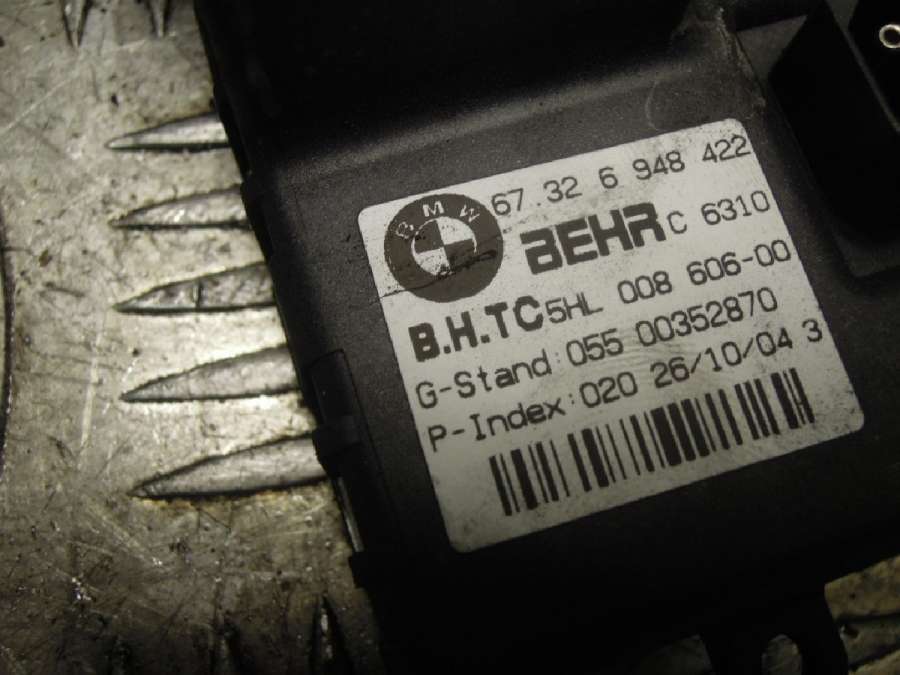 BMW 67.32 6 948 422
BEHR C 6310
B.H.TC 5HL 008 606-00
G-Stand:055 00352870
P-Index:020 26/10/04 3